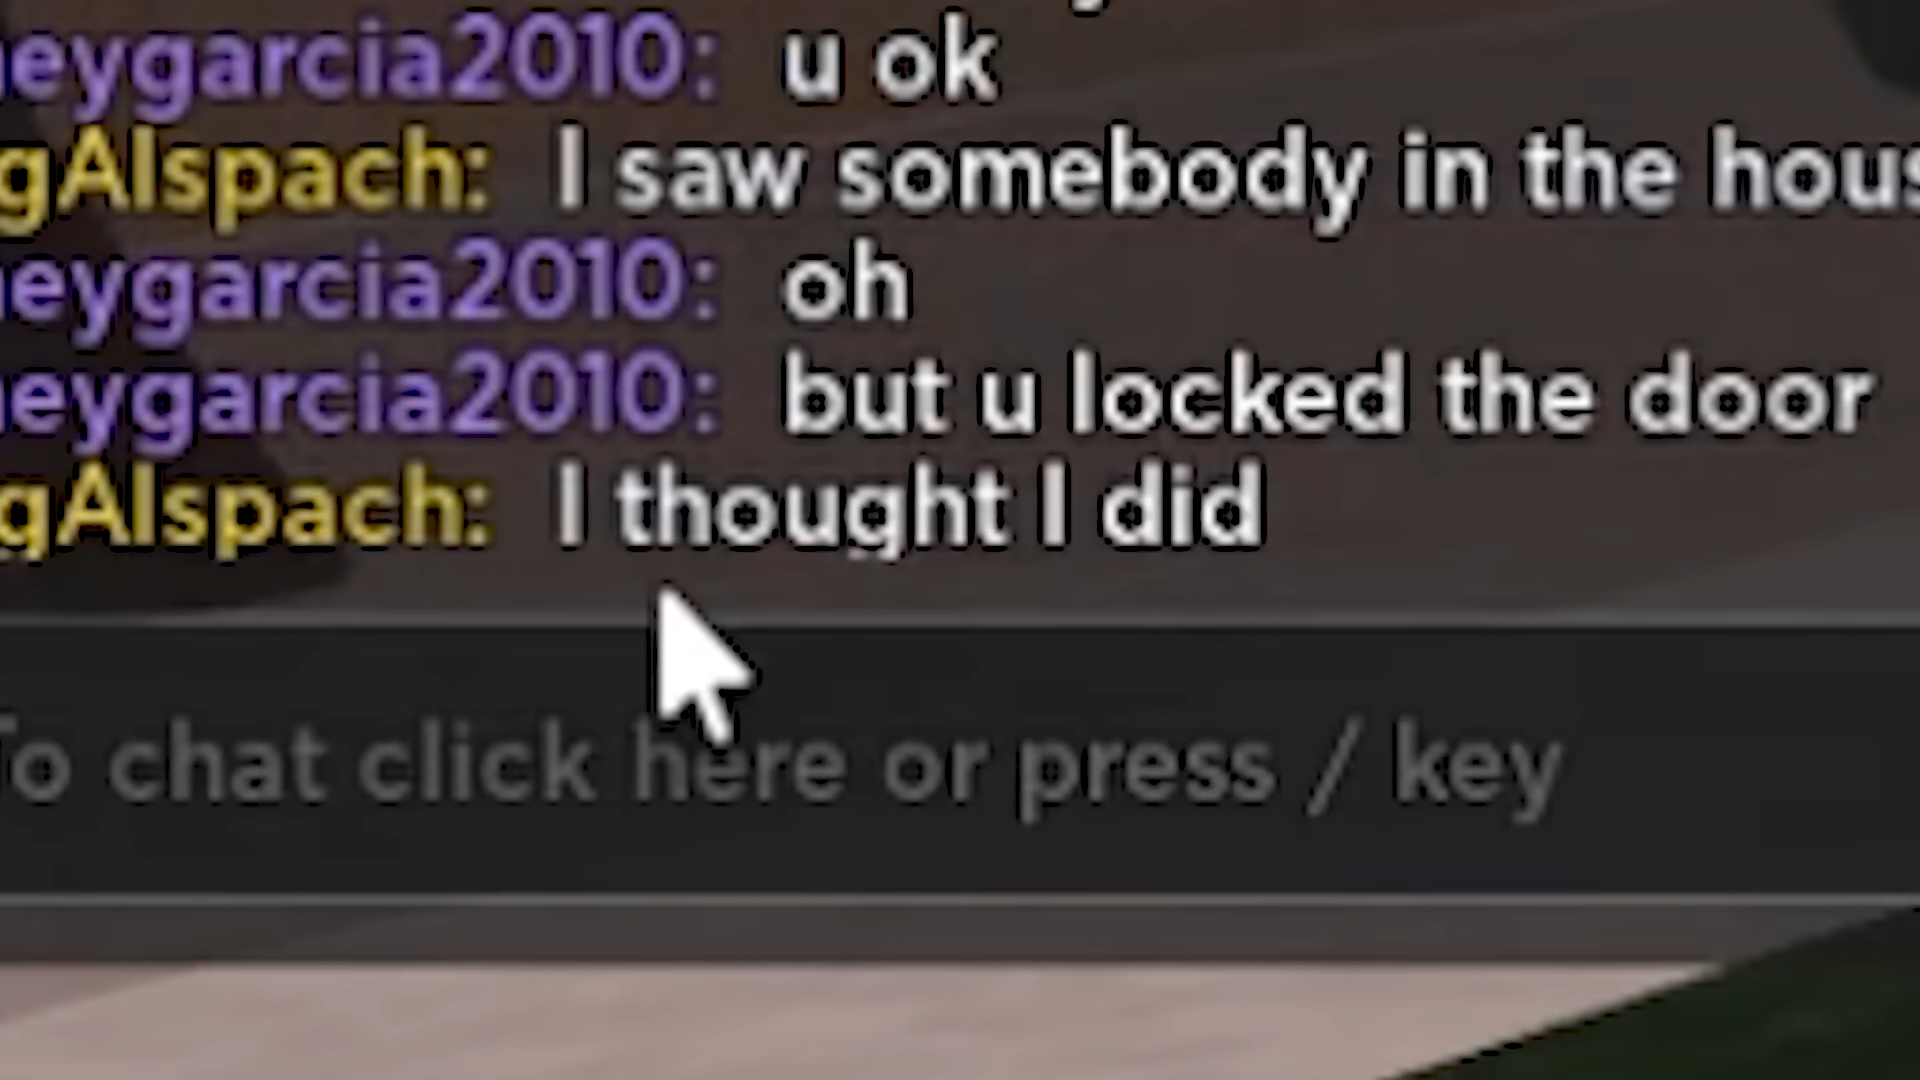 eygarcia2010: u ok
gAlspach: I saw somebody in the hous
eygarcia2010: oh
eygarcia2010: but u locked the door
gAlspach: I thought I did
To chat click here or press / key